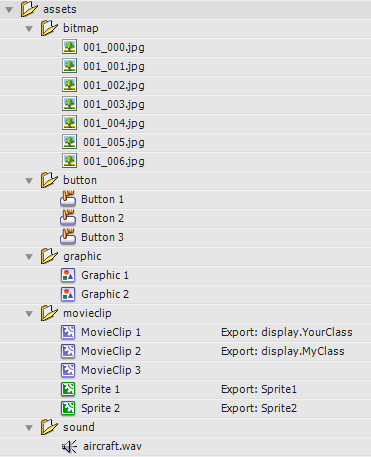 assets
bitmap
001_000.jpg
001_001.jpg
001_002.jpg
001_003.jpg
001_004.jpg
001_005.jpg
001_006.jpg
button
Button 1
Button 2
Button 3
graphic
Graphic 1
Graphic 2
movieclip
MovieClip 1 Export: display.YourClass
MovieClip 2 Export: display.MyClass
MovieClip 3
Sprite 1 Export: Sprite1
Sprite 2 Export: Sprite2
sound
aircraft.wav